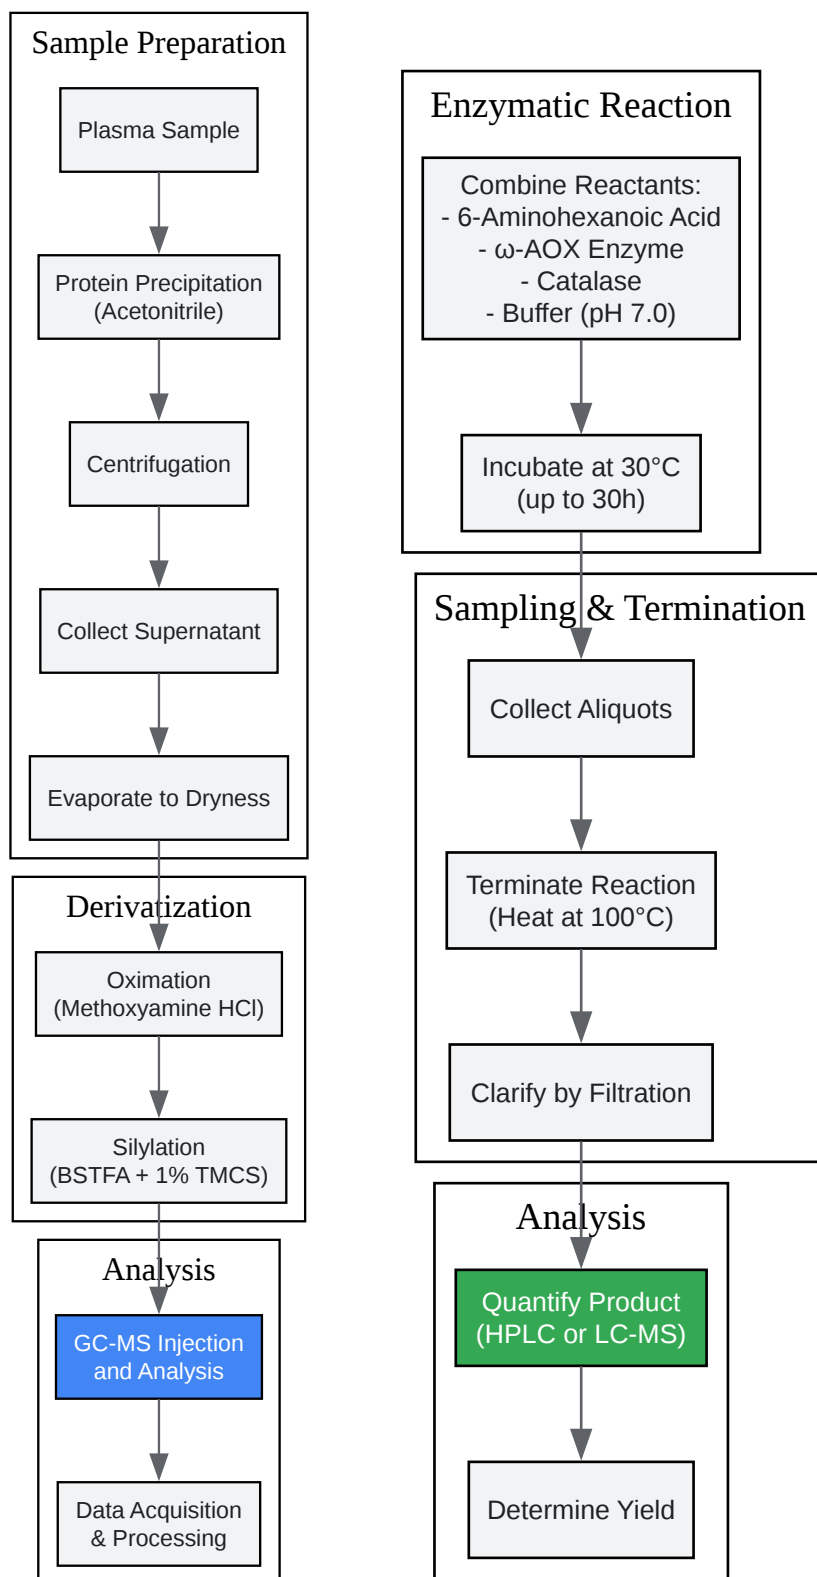 Sample Preparation
Plasma Sample
Protein Precipitation
(Acetonitrile)
Centrifugation
Collect Supernatant
Evaporate to Dryness
Derivatization
Oximation
(Methoxyamine HCl)
Silylation
(BSTFA + 1% TMCS)
Analysis
GC-MS Injection
and Analysis
Data Acquisition
& Processing
Enzymatic Reaction
Combine Reactants:
- 6-Aminohexanoic Acid
- ω-AOX Enzyme
- Catalase
- Buffer (pH 7.0)
Incubate at 30°C
(up to 30h)
Sampling & Termination
Collect Aliquots
Terminate Reaction
(Heat at 100°C)
Clarify by Filtration
Analysis
Quantify Product
(HPLC or LC-MS)
Determine Yield